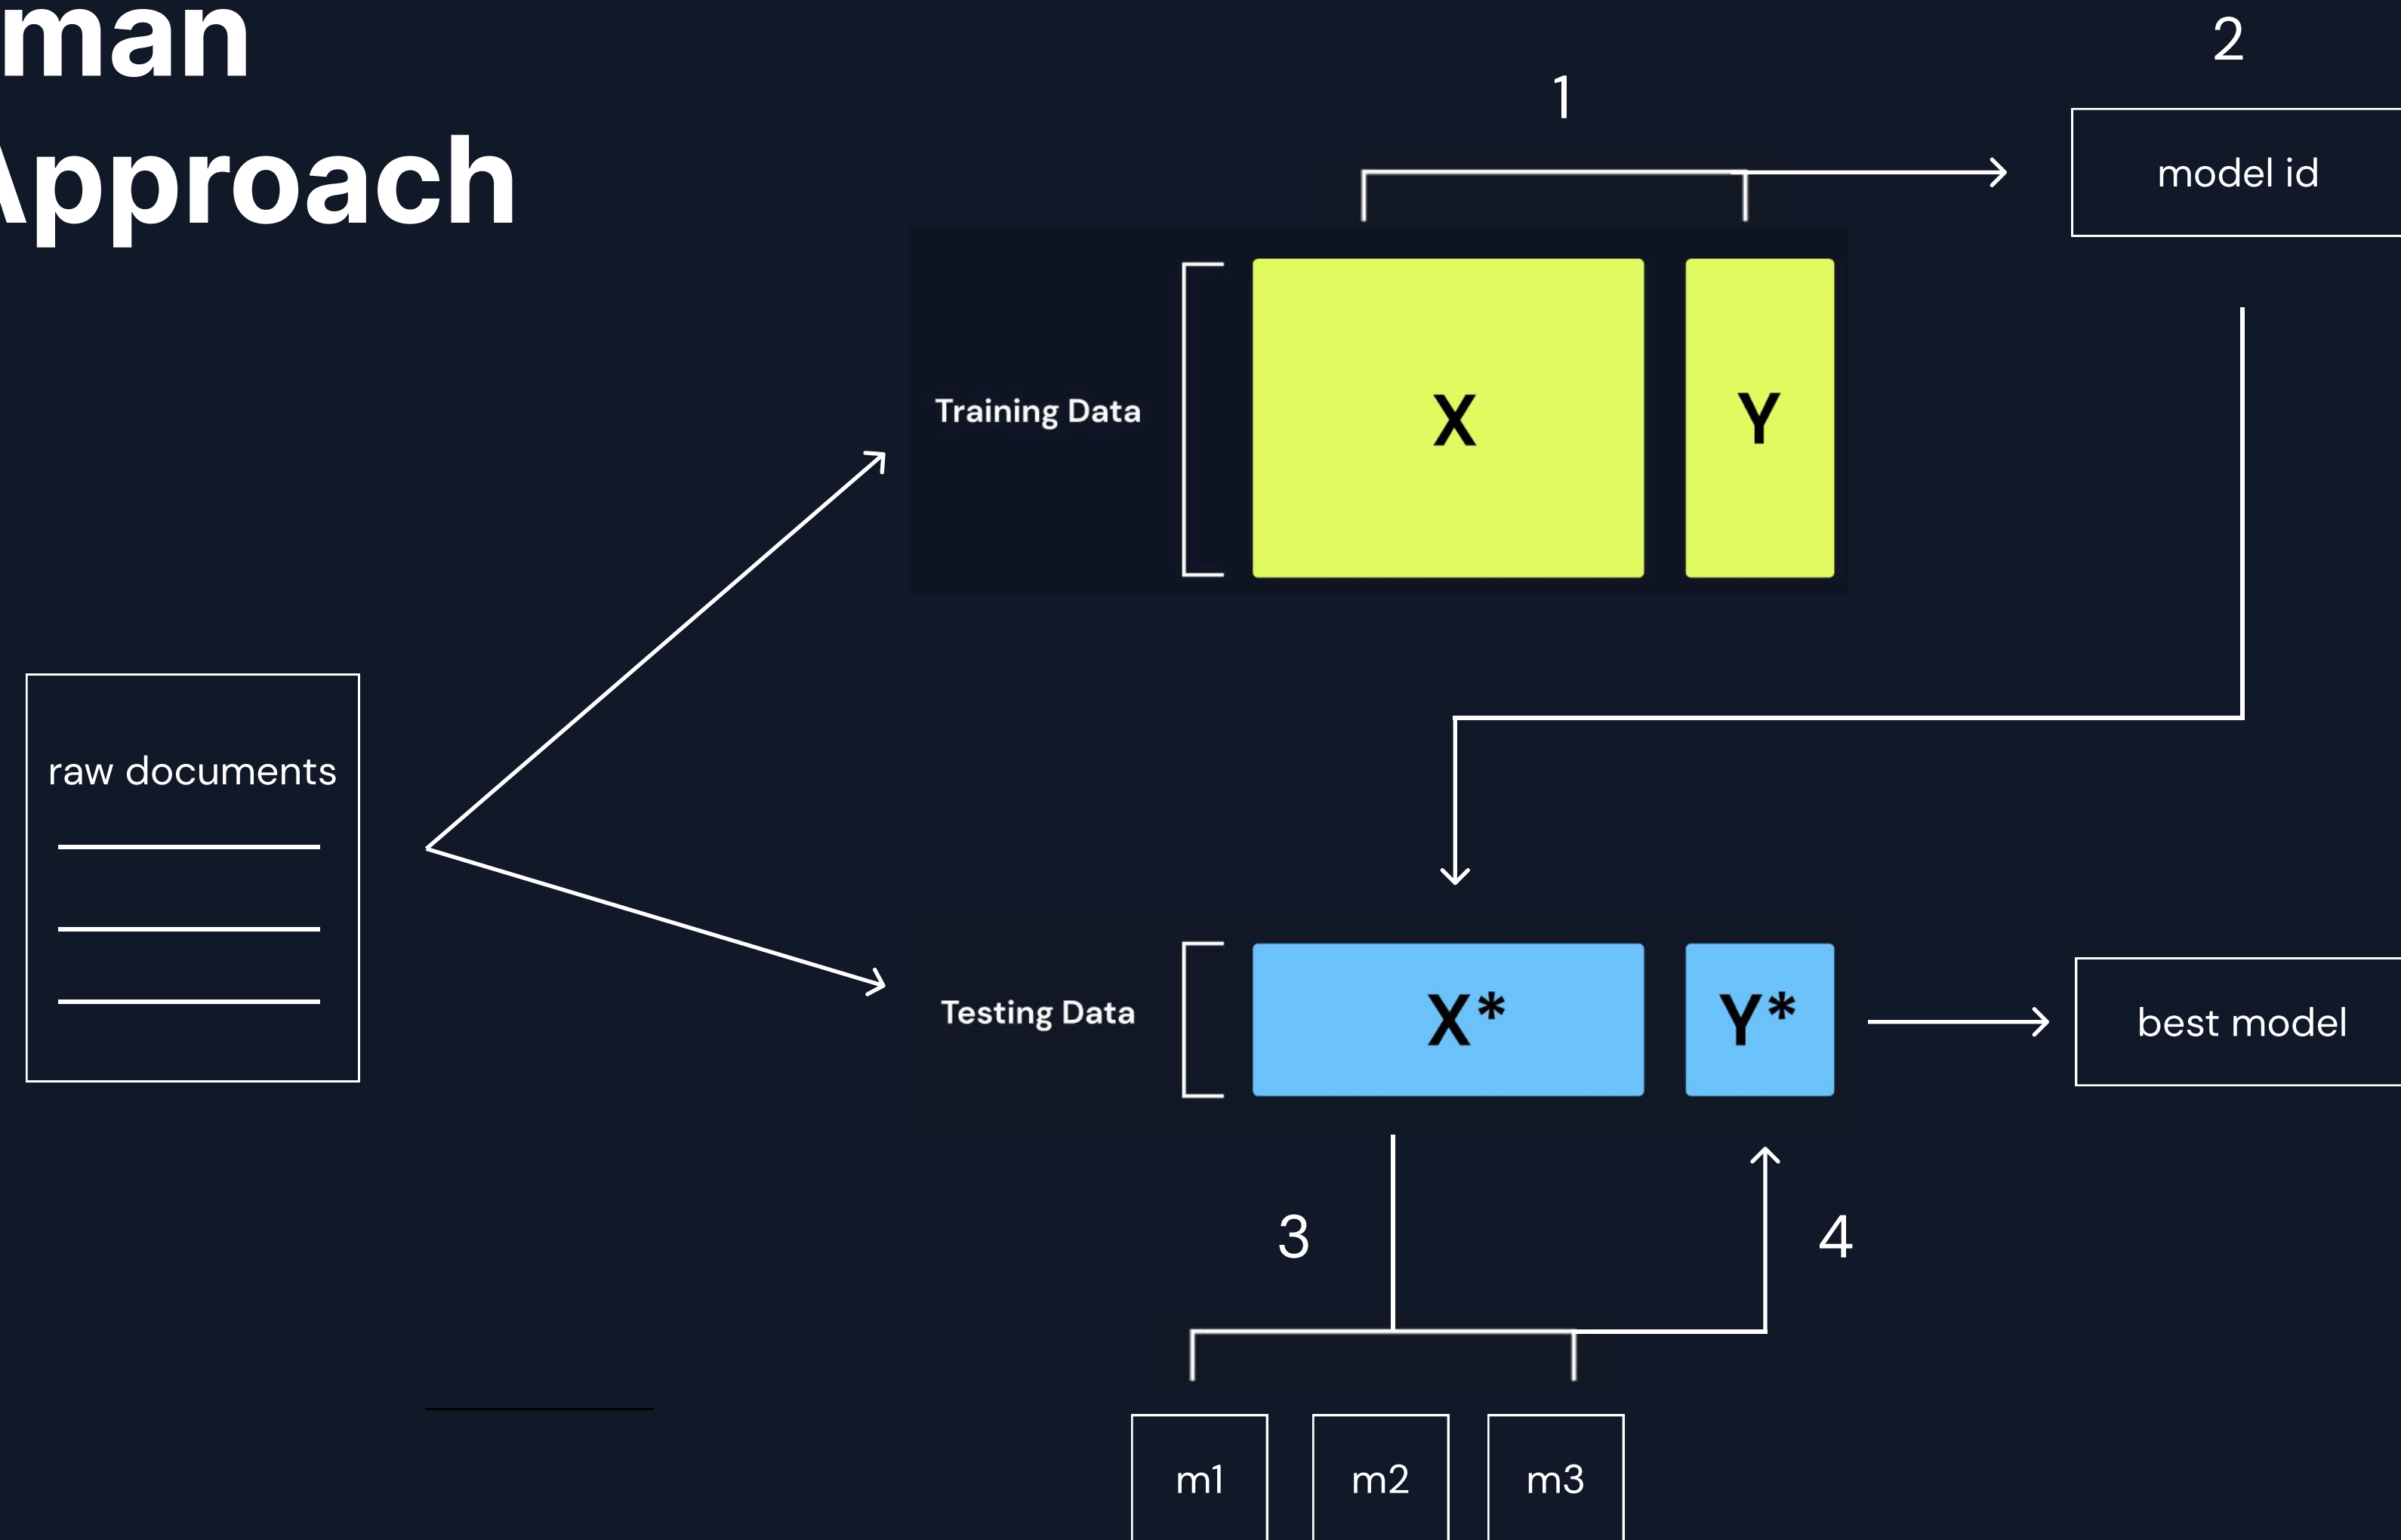 man
Approach
1
2
model id
Training Data
X
Y
raw documents
Testing Data
X*
Y*
best model
3
4
m1
m2
m3